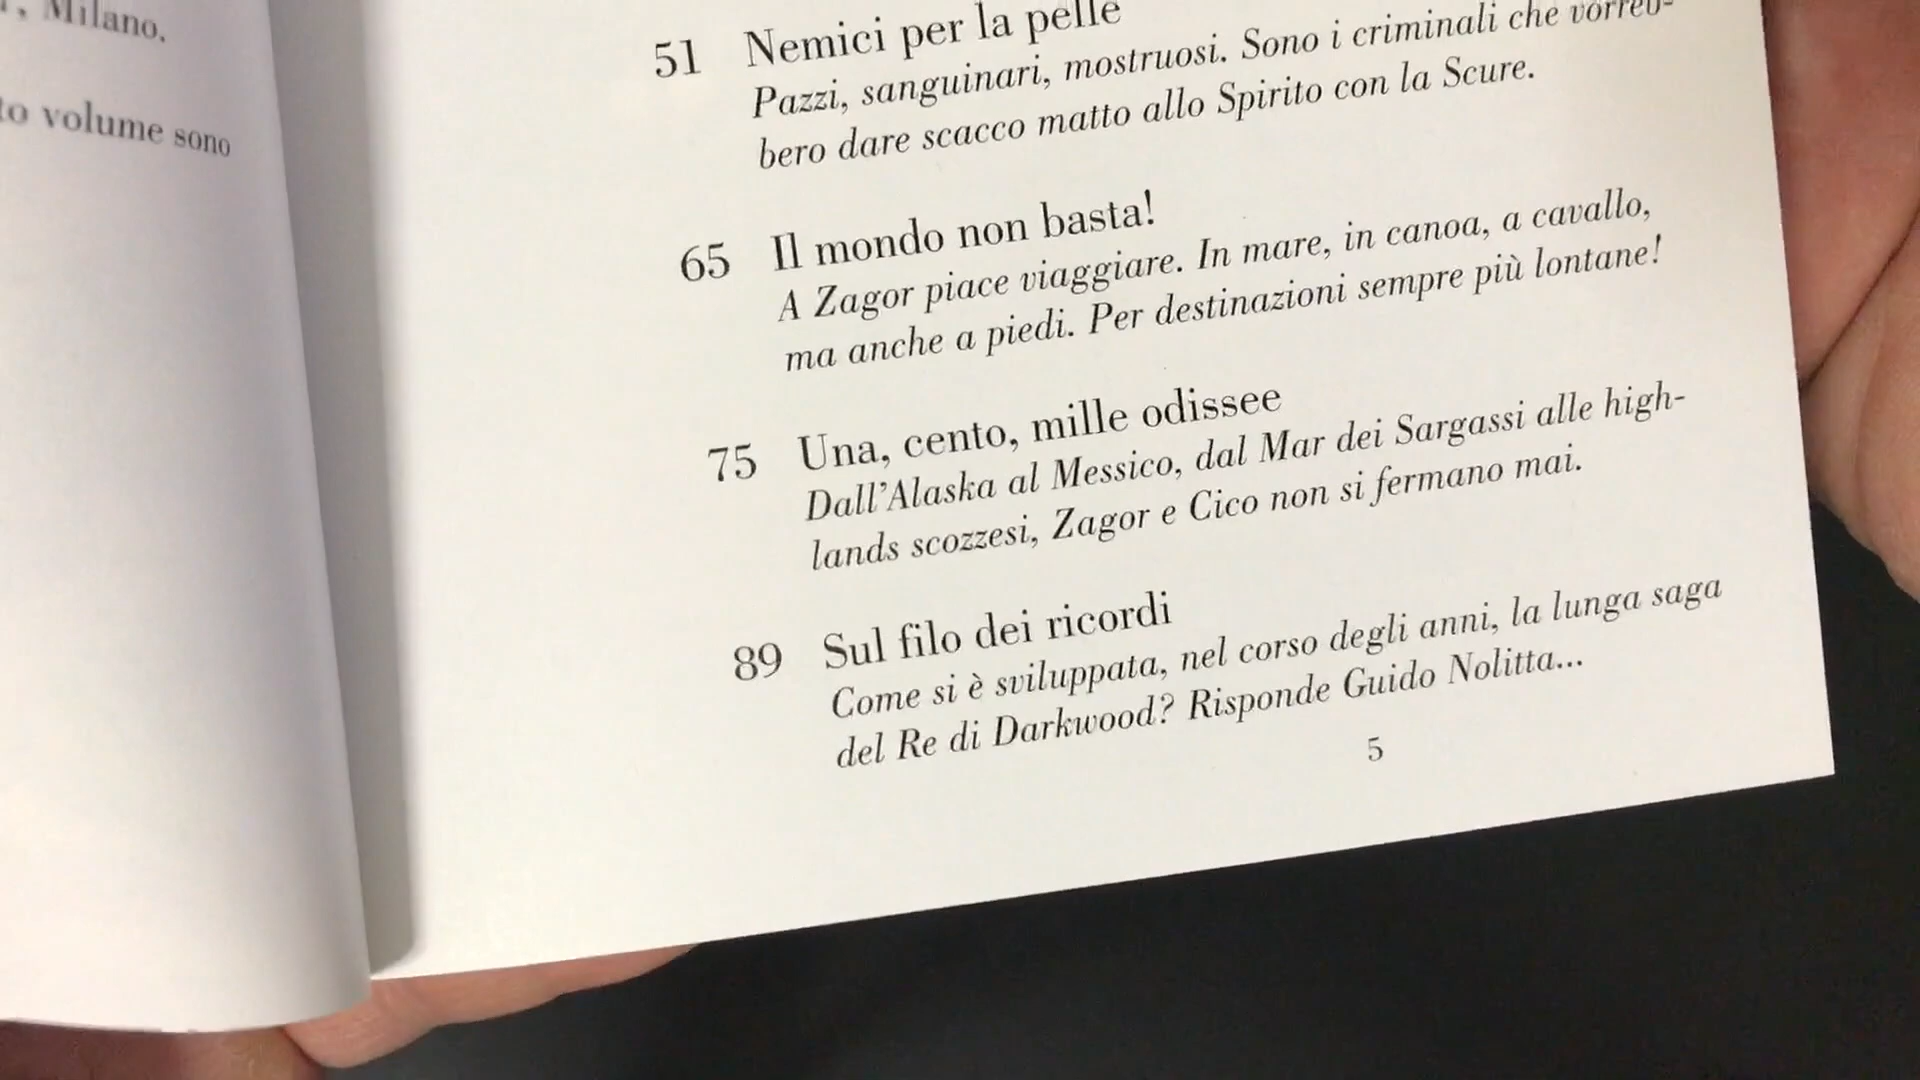 , Milano.
volume sono
51 Nemici per la pelle
Pazzi, sanguinari, mostruosi. Sono i criminali che vorreb-
bero dare scacco matto allo Spirito con la Scure.
65 Il mondo non basta!
A Zagor piace viaggiare. In mare, in canoa, a cavallo,
ma anche a piedi. Per destinazioni sempre più lontane!
75 Una, cento, mille odissee
Dall'Alaska al Messico, dal Mar dei Sargassi alle high-
lands scozzesi, Zagor e Cico non si fermano mai.
89 Sul filo dei ricordi
Come si è sviluppata, nel corso degli anni, la lunga saga
del Re di Darkwood? Risponde Guido Nolitta...
5